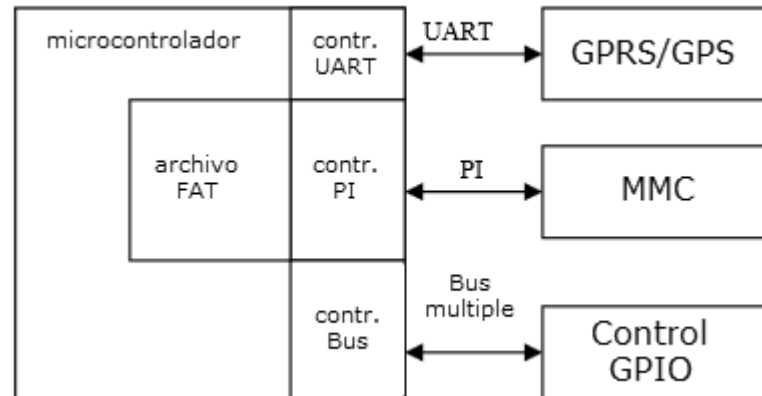 microcontrolador
contr.
UART
UART
GPRS/GPS
archivo
FAT
contr.
PI
PI
MMC
contr.
Bus
Bus
multiple
Control
GPIO